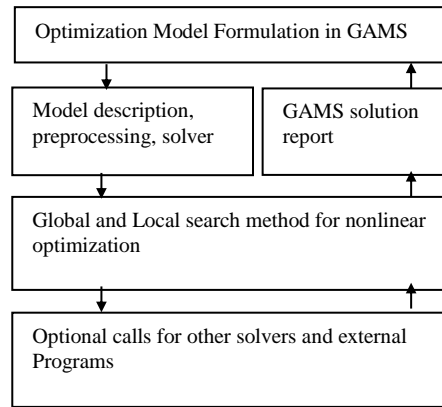 Optimization Model Formulation in GAMS
Model description,
preprocessing, solver
GAMS solution
report
Global and Local search method for nonlinear
optimization
Optional calls for other solvers and external
Programs